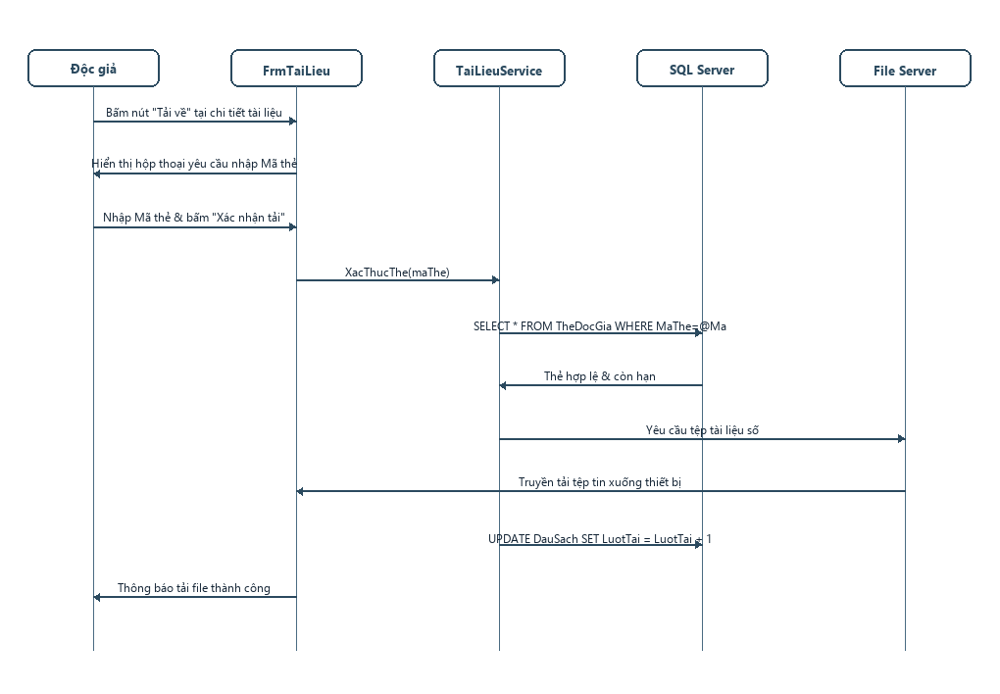 Độc giả
FrmTaiLieu
TaiLieuService
SQL Server
File Server
Bấm nút "Tải về" tại chi tiết tài liệu
Hiển thị hộp thoại yêu cầu nhập Mã thẻ
Nhập Mã thẻ & bấm "Xác nhận tải"
XacThucThe(maThe)
SELECT * FROM TheDocGia WHERE MaThe=@Ma
Thẻ hợp lệ & còn hạn
Yêu cầu tệp tài liệu số
Truyền tải tệp tin xuống thiết bị
UPDATE DauSach SET LuotTai = LuotTai + 1
Thông báo tải file thành công